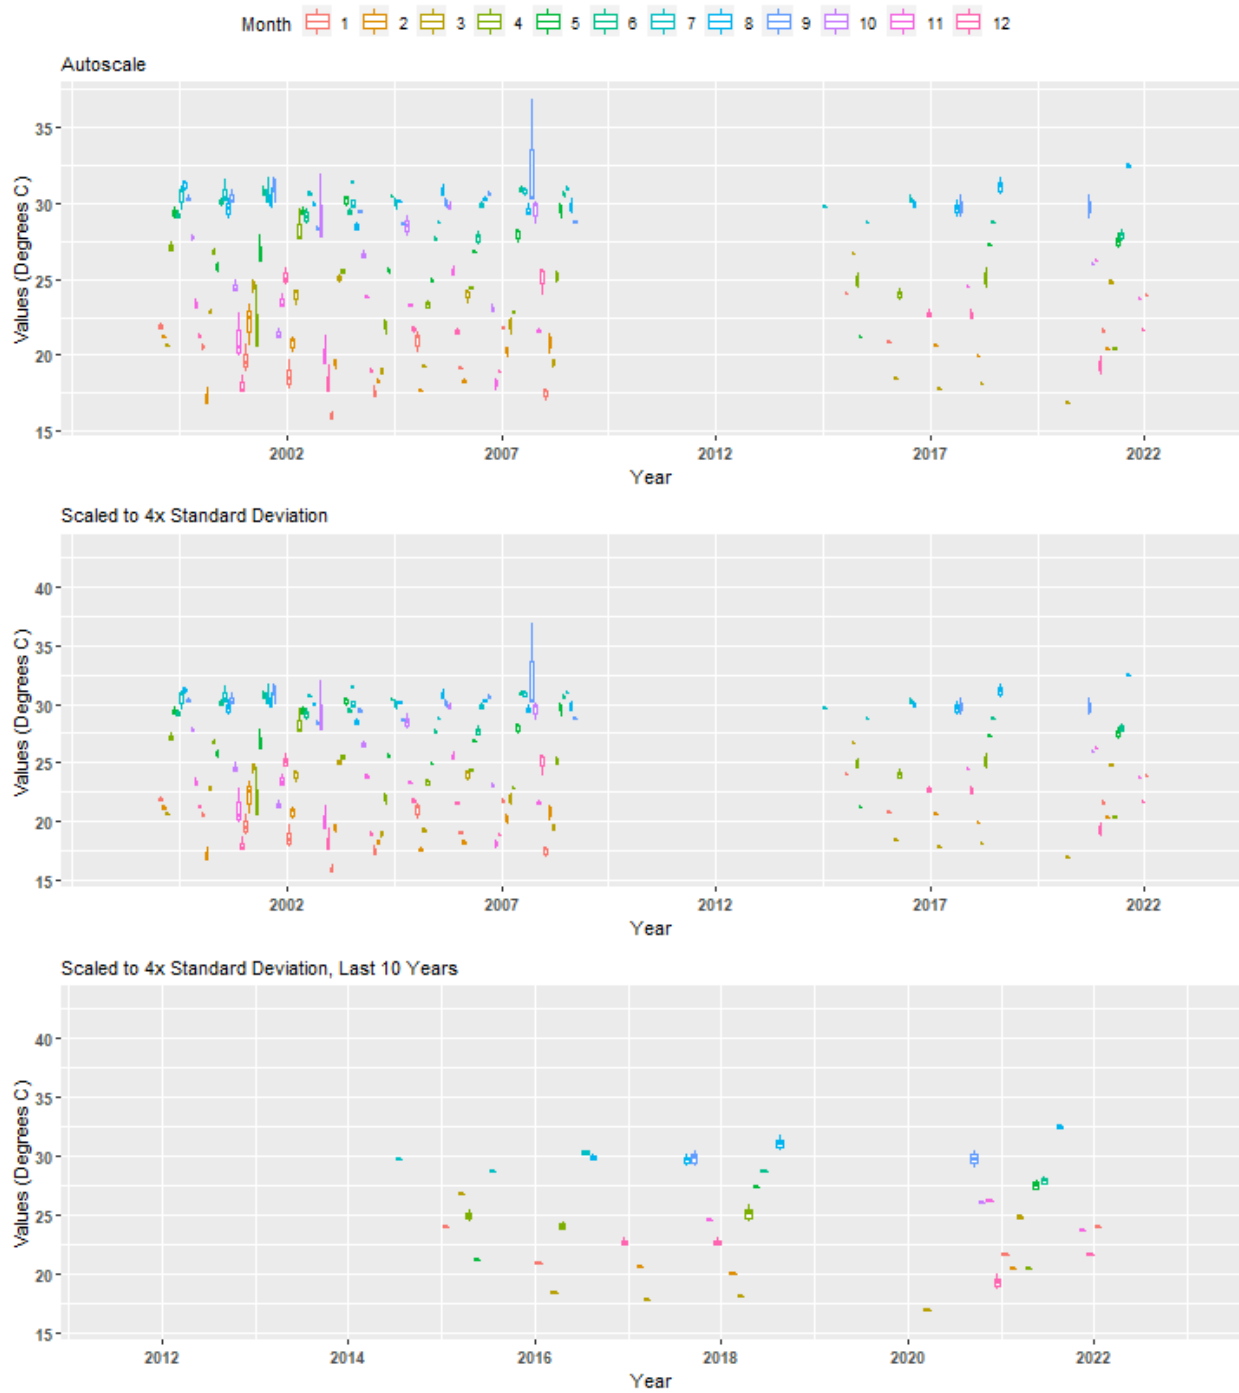 Month 1 2 3 4 5 6 7 8 9 10 11 12
Autoscale
35
30
25
20
15
Values (Degrees C)
2002 2007 2012 2017 2022
Year
Scaled to 4x Standard Deviation
40
35
30
25
20
15
Values (Degrees C)
2002 2007 2012 2017 2022
Year
Scaled to 4x Standard Deviation, Last 10 Years
40
35
30
25
20
15
Values (Degrees C)
2012 2014 2016 2018 2020 2022
Year